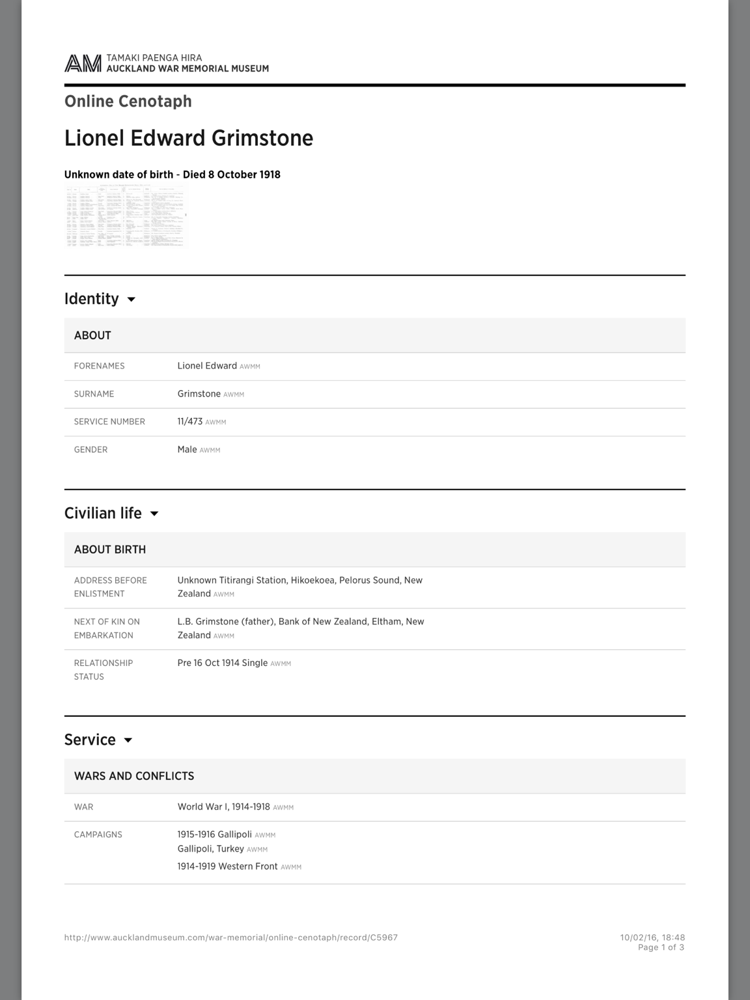 AM TAMAKI PAENGA HIRA
AUCKLAND WAR MEMORIAL MUSEUM
Online Cenotaph
Lionel Edward Grimstone
Unknown date of birth - Died 8 October 1918
Identity
ABOUT
FORENAMES Lionel Edward AWMM
SURNAME Grimstone AWMM
SERVICE NUMBER 11/473 AWMM
GENDER Male AWMM
Civilian life
ABOUT BIRTH
ADDRESS BEFORE Unknown Titirangi Station, Hikoekoea, Pelorus Sound, New
ENLISTMENT Zealand AWMM
NEXT OF KIN ON L.B. Grimstone (father), Bank of New Zealand, Eltham, New
EMBARKATION Zealand AWMM
RELATIONSHIP Pre 16 Oct 1914 Single AWMM
STATUS
Service
WARS AND CONFLICTS
WAR World War I, 1914-1918 AWMM
CAMPAIGNS 1915-1916 Gallipoli AWMM
Gallipoli, Turkey AWMM
1914-1919 Western Front AWMM
http://www.aucklandmuseum.com/war-memorial/online-cenotaph/record/C5967 10/02/16, 18:48
Page 1 of 3